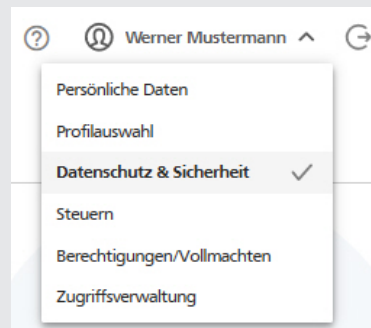 Werner Mustermann
Persönliche Daten
Profilauswahl
Datenschutz & Sicherheit
Steuern
Berechtigungen/Vollmachten
Zugriffsverwaltung